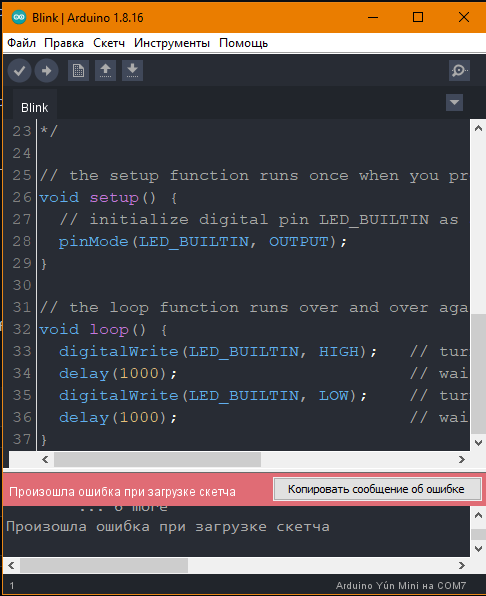 Blink | Arduino 1.8.16
Файл Правка Скетч Инструменты Помощь
Blink
23 */
24
25 // the setup function runs once when you pr
26 void setup() {
27 // initialize digital pin LED_BUILTIN as
28 pinMode(LED_BUILTIN, OUTPUT);
29 }
30
31 // the loop function runs over and over aga
32 void loop() {
33 digitalWrite(LED_BUILTIN, HIGH); // tur
34 delay(1000); // wai
35 digitalWrite(LED_BUILTIN, LOW); // tur
36 delay(1000); // wai
37 }
Произошла ошибка при загрузке скетча Копировать сообщение об ошибке
... 6 more
Произошла ошибка при загрузке скетча
1 Arduino Yún Mini на COM7